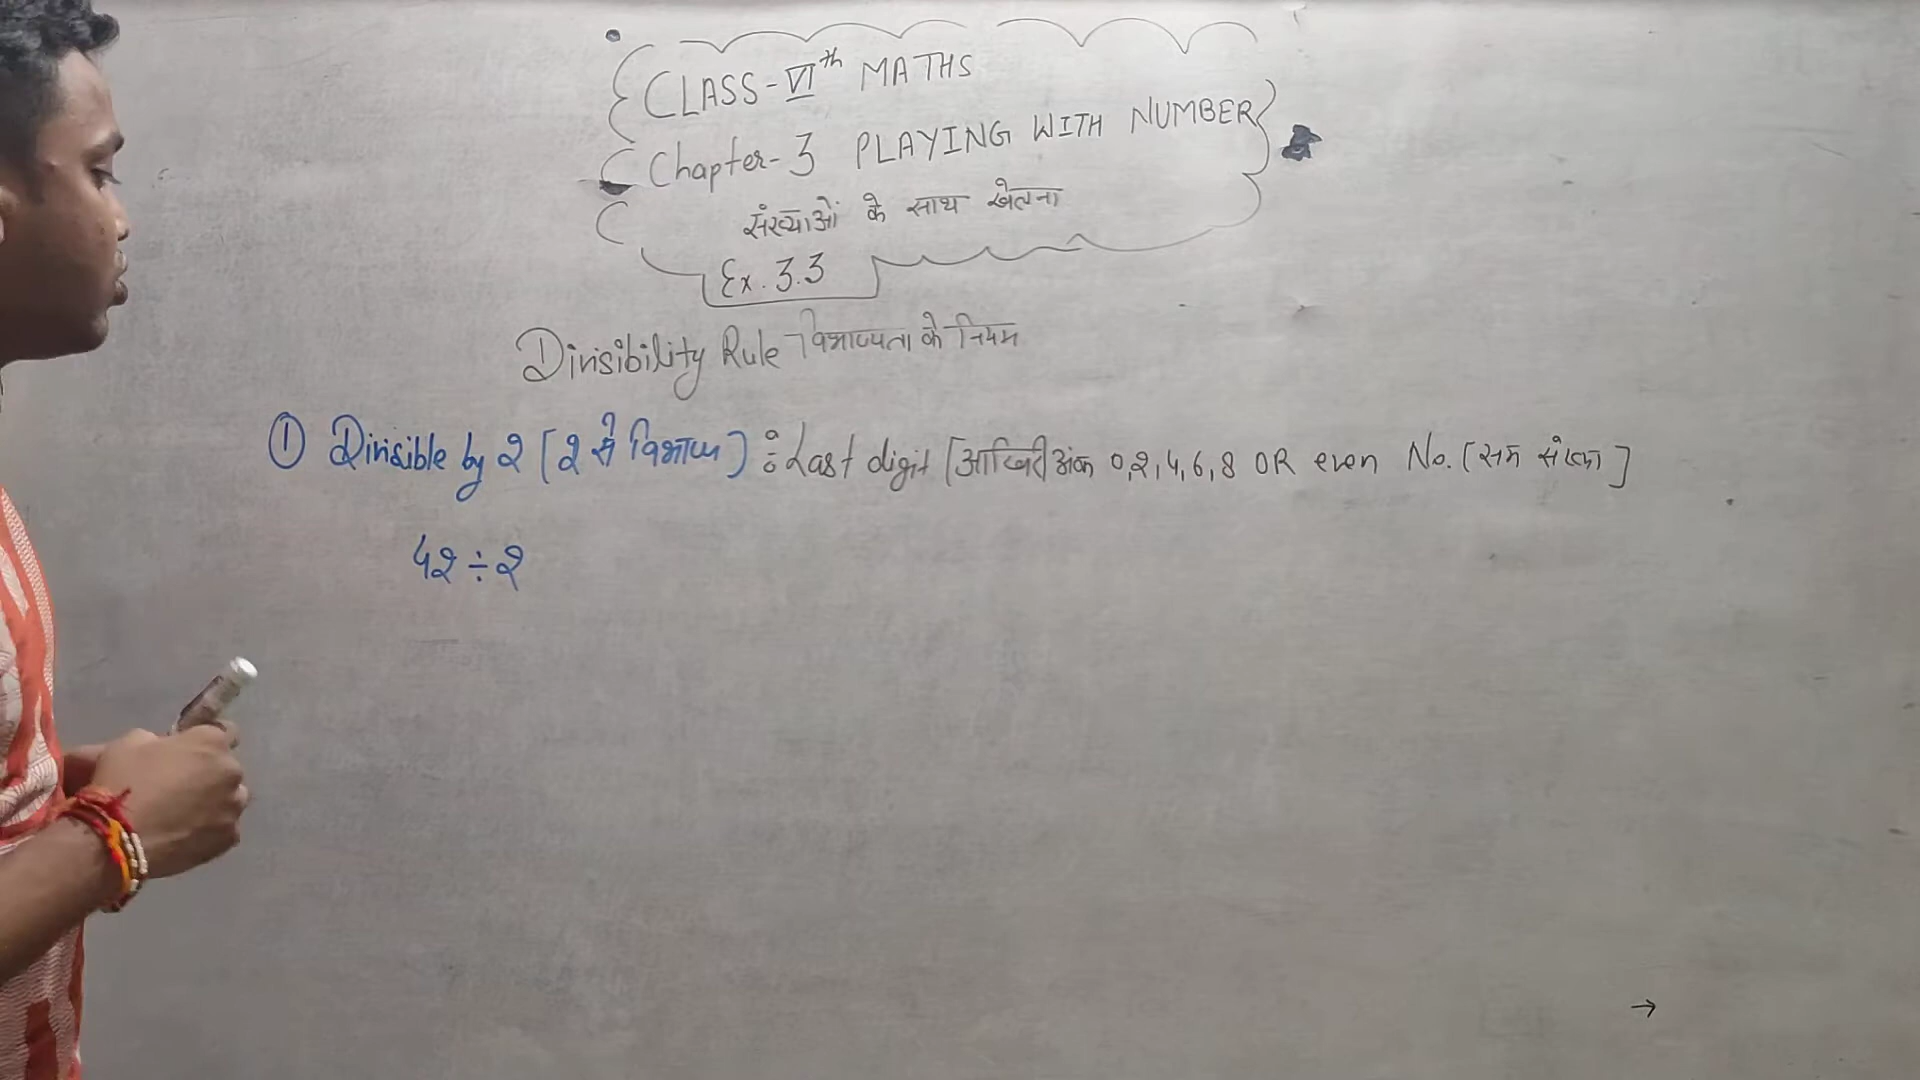 CLASS-VIth MATHS
Chapter-3 PLAYING WITH NUMBER
संख्याओं के साथ खेलना
Ex. 3.3
Divisibility Rule विभाज्यता के नियम
① Divisible by 2 [2 से विभाज्य] : Last digit [आखिरी अंक 0,2,4,6,8 OR even No. [सम संख्या]
42÷2
→